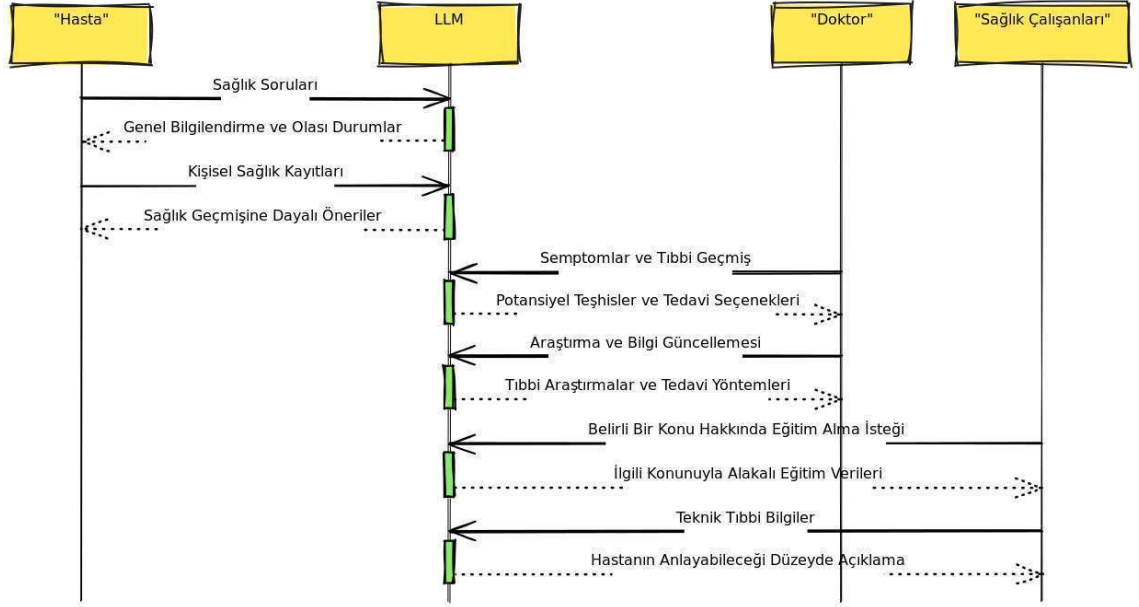 "Hasta"
LLM
"Doktor"
"Sağlık Çalışanları"
Sağlık Soruları
Genel Bilgilendirme ve Olası Durumlar
Kişisel Sağlık Kayıtları
Sağlık Geçmişine Dayalı Öneriler
Semptomlar ve Tıbbi Geçmiş
Potansiyel Teşhisler ve Tedavi Seçenekleri
Araştırma ve Bilgi Güncellemesi
Tıbbi Araştırmalar ve Tedavi Yöntemleri
Belirli Bir Konu Hakkında Eğitim Alma İsteği
İlgili Konunuyla Alakalı Eğitim Verileri
Teknik Tıbbi Bilgiler
Hastanın Anlayabileceği Düzeyde Açıklama